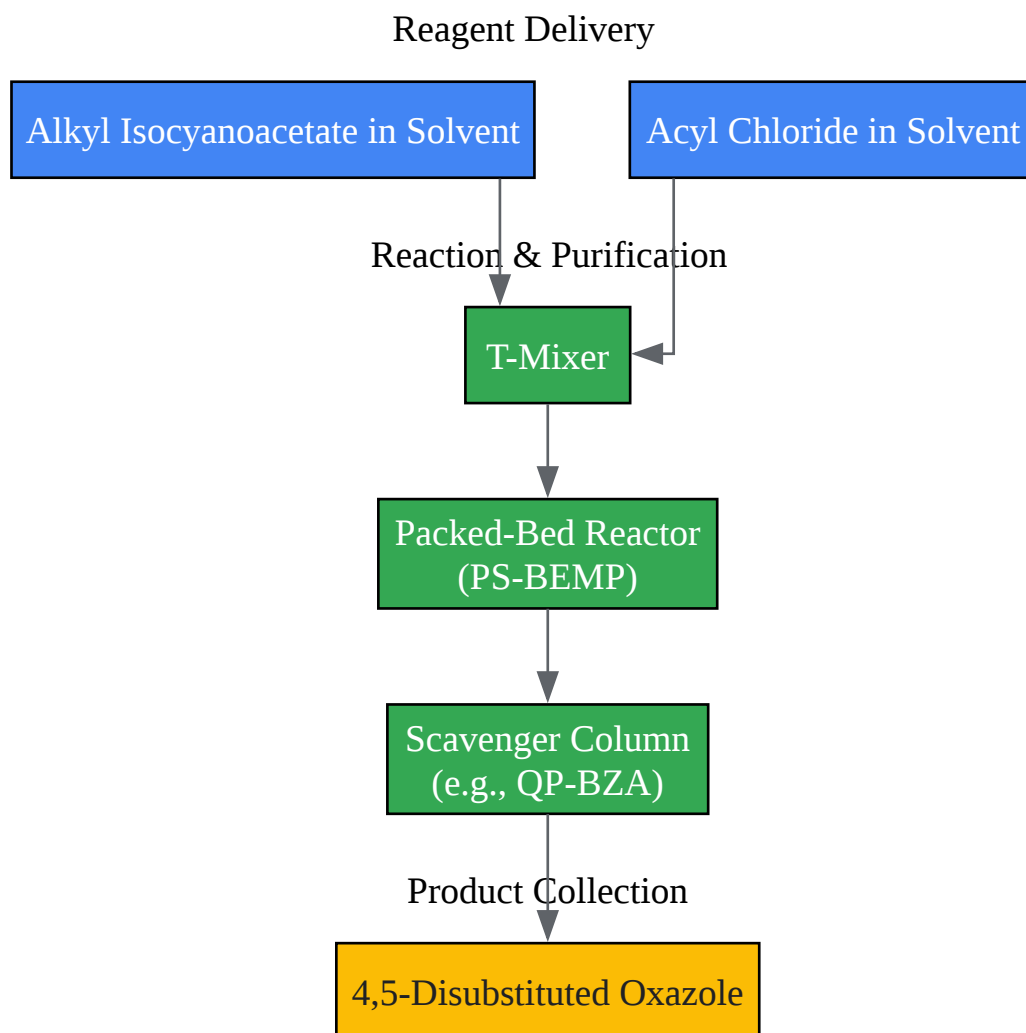 Reagent Delivery
Alkyl Isocyanoacetate in Solvent
Acyl Chloride in Solvent
Reaction & Purification
T-Mixer
Packed-Bed Reactor
(PS-BEMP)
Scavenger Column
(e.g., QP-BZA)
Product Collection
4,5-Disubstituted Oxazole